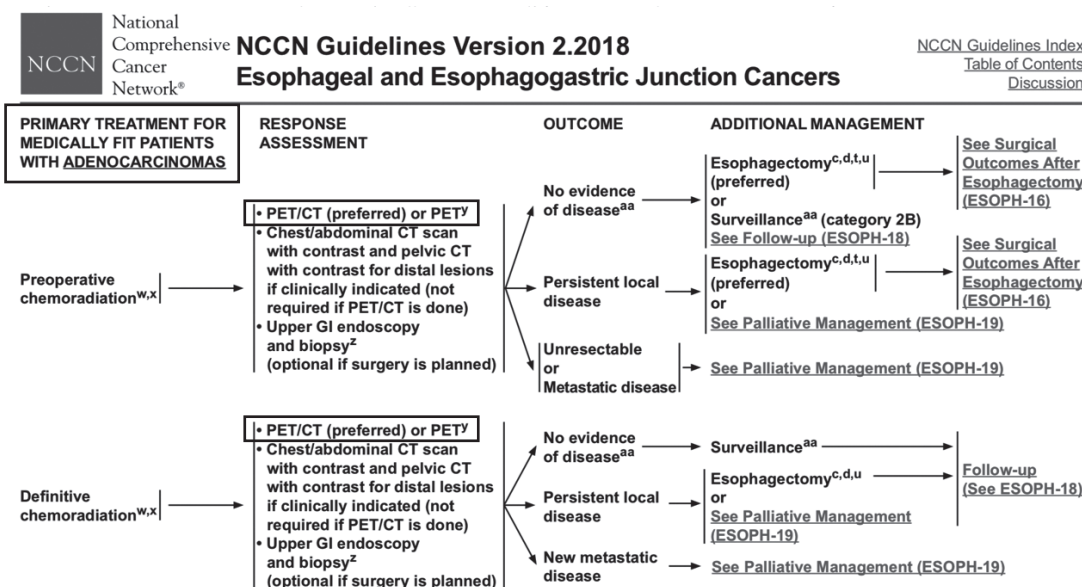 National
Comprehensive
NCCN
Cancer
Network®
NCCN Guidelines Version 2.2018
Esophageal and Esophagogastric Junction Cancers
NCCN Guidelines Index
Table of Contents
Discussion
PRIMARY TREATMENT FOR
MEDICALLY FIT PATIENTS
WITH ADENOCARCINOMAS
RESPONSE
ASSESSMENT
OUTCOME
ADDITIONAL MANAGEMENT
Preoperative
chemoradiationw,x
• PET/CT (preferred) or PETy
• Chest/abdominal CT scan
with contrast and pelvic CT
with contrast for distal lesions
if clinically indicated (not
required if PET/CT is done)
• Upper GI endoscopy
and biopsyz
(optional if surgery is planned)
No evidence
of diseaseaa
Esophagectomyc,d,t,u
(preferred)
or
Surveillanceaa (category 2B)
See Follow-up (ESOPH-18)
See Surgical
Outcomes After
Esophagectomy
(ESOPH-16)
Persistent local
disease
Esophagectomyc,d,t,u
(preferred)
or
See Palliative Management (ESOPH-19)
See Surgical
Outcomes After
Esophagectomy
(ESOPH-16)
Unresectable
or
Metastatic disease
See Palliative Management (ESOPH-19)
Definitive
chemoradiationw,x
• PET/CT (preferred) or PETy
• Chest/abdominal CT scan
with contrast and pelvic CT
with contrast for distal lesions
if clinically indicated (not
required if PET/CT is done)
• Upper GI endoscopy
and biopsyz
(optional if surgery is planned)
No evidence
of diseaseaa
Surveillanceaa
Persistent local
disease
Esophagectomyc,d,u
or
See Palliative Management
(ESOPH-19)
Follow-up
(See ESOPH-18)
New metastatic
disease
See Palliative Management (ESOPH-19)